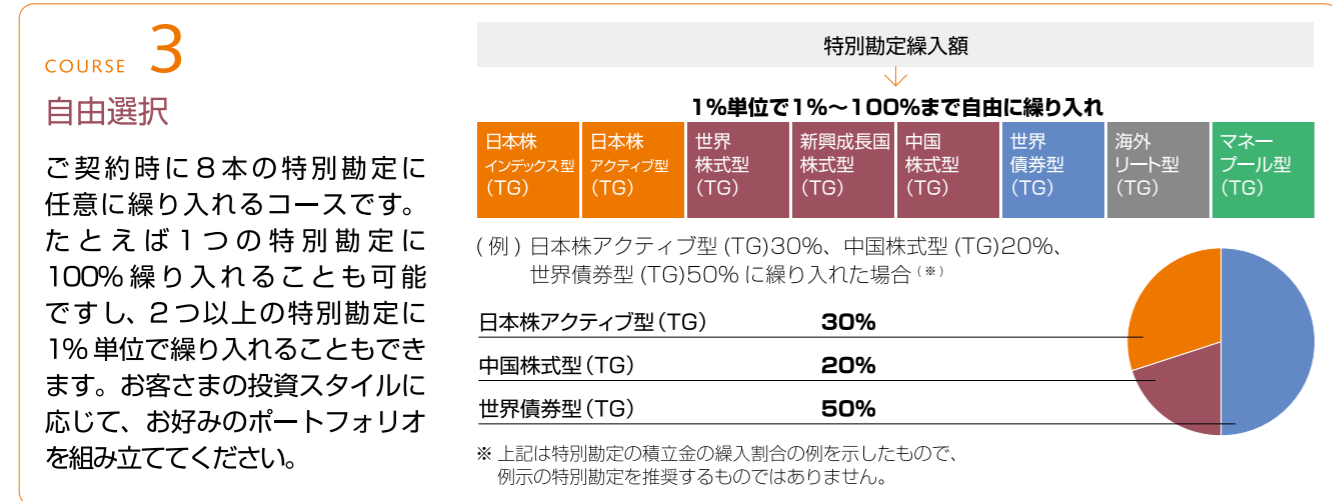 COURSE 3
自由選択
ご契約時に8本の特別勘定に
任意に繰り入れるコースです。
たとえば1つの特別勘定に
100%繰り入れることも可能
ですし、2つ以上の特別勘定に
1%単位で繰り入れることもでき
ます。お客さまの投資スタイルに
応じて、お好みのポートフォリオ
を組み立ててください。
特別勘定繰入額
1%単位で1%～100%まで自由に繰り入れ
日本株
インデックス型
(TG)
日本株
アクティブ型
(TG)
世界
株式型
(TG)
新興成長国
株式型
(TG)
中国
株式型
(TG)
世界
債券型
(TG)
海外
リート型
(TG)
マネー
プール型
(TG)
(例) 日本株アクティブ型 (TG)30%、中国株式型 (TG)20%、
世界債券型 (TG)50% に繰り入れた場合(※)
日本株アクティブ型(TG) 30%
中国株式型(TG) 20%
世界債券型(TG) 50%
※ 上記は特別勘定の積立金の繰入割合の例を示したもので、
例示の特別勘定を推奨するものではありません。